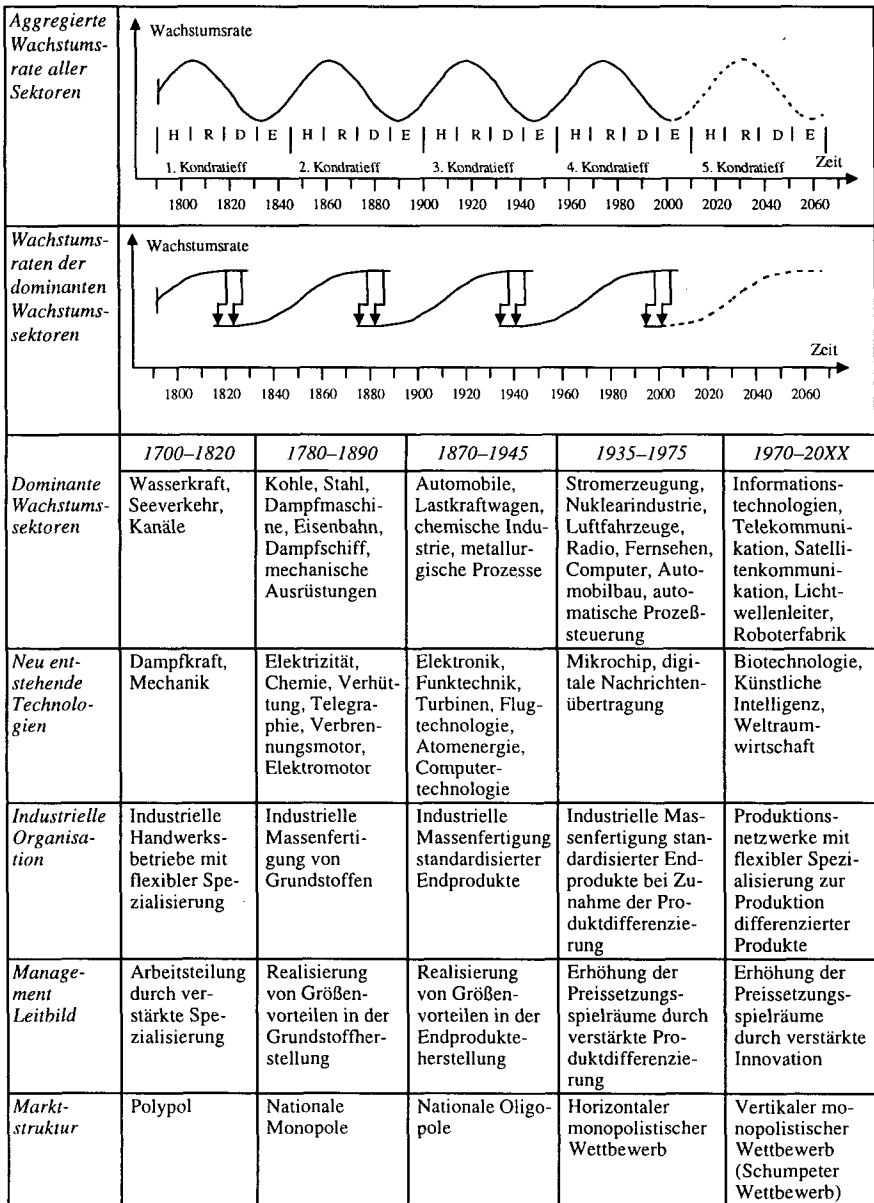 Aggregierte
Wachstums-
rate aller
Sektoren
Wachstumsrate
H R D E H R D E H R D E H R D E H R D E
1. Kondratieff 2. Kondratieff 3. Kondratieff 4. Kondratieff 5. Kondratieff Zeit
1800 1820 1840 1860 1880 1900 1920 1940 1960 1980 2000 2020 2040 2060
Wachstums-
raten der
dominanten
Wachstums-
sektoren
Wachstumsrate
Zeit
1800 1820 1840 1860 1880 1900 1920 1940 1960 1980 2000 2020 2040 2060
1700–1820 1780–1890 1870–1945 1935–1975 1970–20XX
Dominante
Wachstums-
sektoren
Wasserkraft,
Seeverkehr,
Kanäle
Kohle, Stahl,
Dampfmaschi-
ne, Eisenbahn,
Dampfschiff,
mechanische
Ausrüstungen
Automobile,
Lastkraftwagen,
chemische Indu-
strie, metallur-
gische Prozesse
Stromerzeugung,
Nuklearindustrie,
Luftfahrzeuge,
Radio, Fernsehen,
Computer, Auto-
mobilbau, auto-
matische Prozeß-
steuerung
Informations-
technologien,
Telekommuni-
kation, Satelli-
tenkommuni-
kation, Licht-
wellenleiter,
Roboterfabrik
Neu ent-
stehende
Technolo-
gien
Dampfkraft,
Mechanik
Elektrizität,
Chemie, Verhüt-
tung, Telegra-
phie, Verbren-
nungsmotor,
Elektromotor
Elektronik,
Funktechnik,
Turbinen, Flug-
technologie,
Atomenergie,
Computer-
technologie
Mikrochip, digi-
tale Nachrichten-
übertragung
Biotechnologie,
Künstliche
Intelligenz,
Weltraum-
wirtschaft
Industrielle
Organisa-
tion
Industrielle
Handwerks-
betriebe mit
flexibler Spe-
zialisierung
Industrielle
Massenferti-
gung von
Grundstoffen
Industrielle
Massenfertigung
standardisierter
Endprodukte
Industrielle Mas-
senfertigung stan-
dardisierter End-
produkte bei Zu-
nahme der Pro-
duktdifferenzie-
rung
Produktions-
netzwerke mit
flexibler Spezi-
alisierung zur
Produktion
differenzierter
Produkte
Manage-
ment
Leitbild
Arbeitsteilung
durch ver-
stärkte Spe-
zialisierung
Realisierung
von Größen-
vorteilen in der
Grundstoffher-
stellung
Realisierung
von Größen-
vorteilen in der
Endprodukte-
herstellung
Erhöhung der
Preissetzungs-
spielräume durch
verstärkte Pro-
duktdifferenzie-
rung
Erhöhung der
Preissetzungs-
spielräume
durch verstärkte
Innovation
Markt-
struktur
Polypol
Nationale
Monopole
Nationale Oligo-
pole
Horizontaler
monopolistischer
Wettbewerb
Vertikaler mo-
nopolistischer
Wettbewerb
(Schumpeter
Wettbewerb)